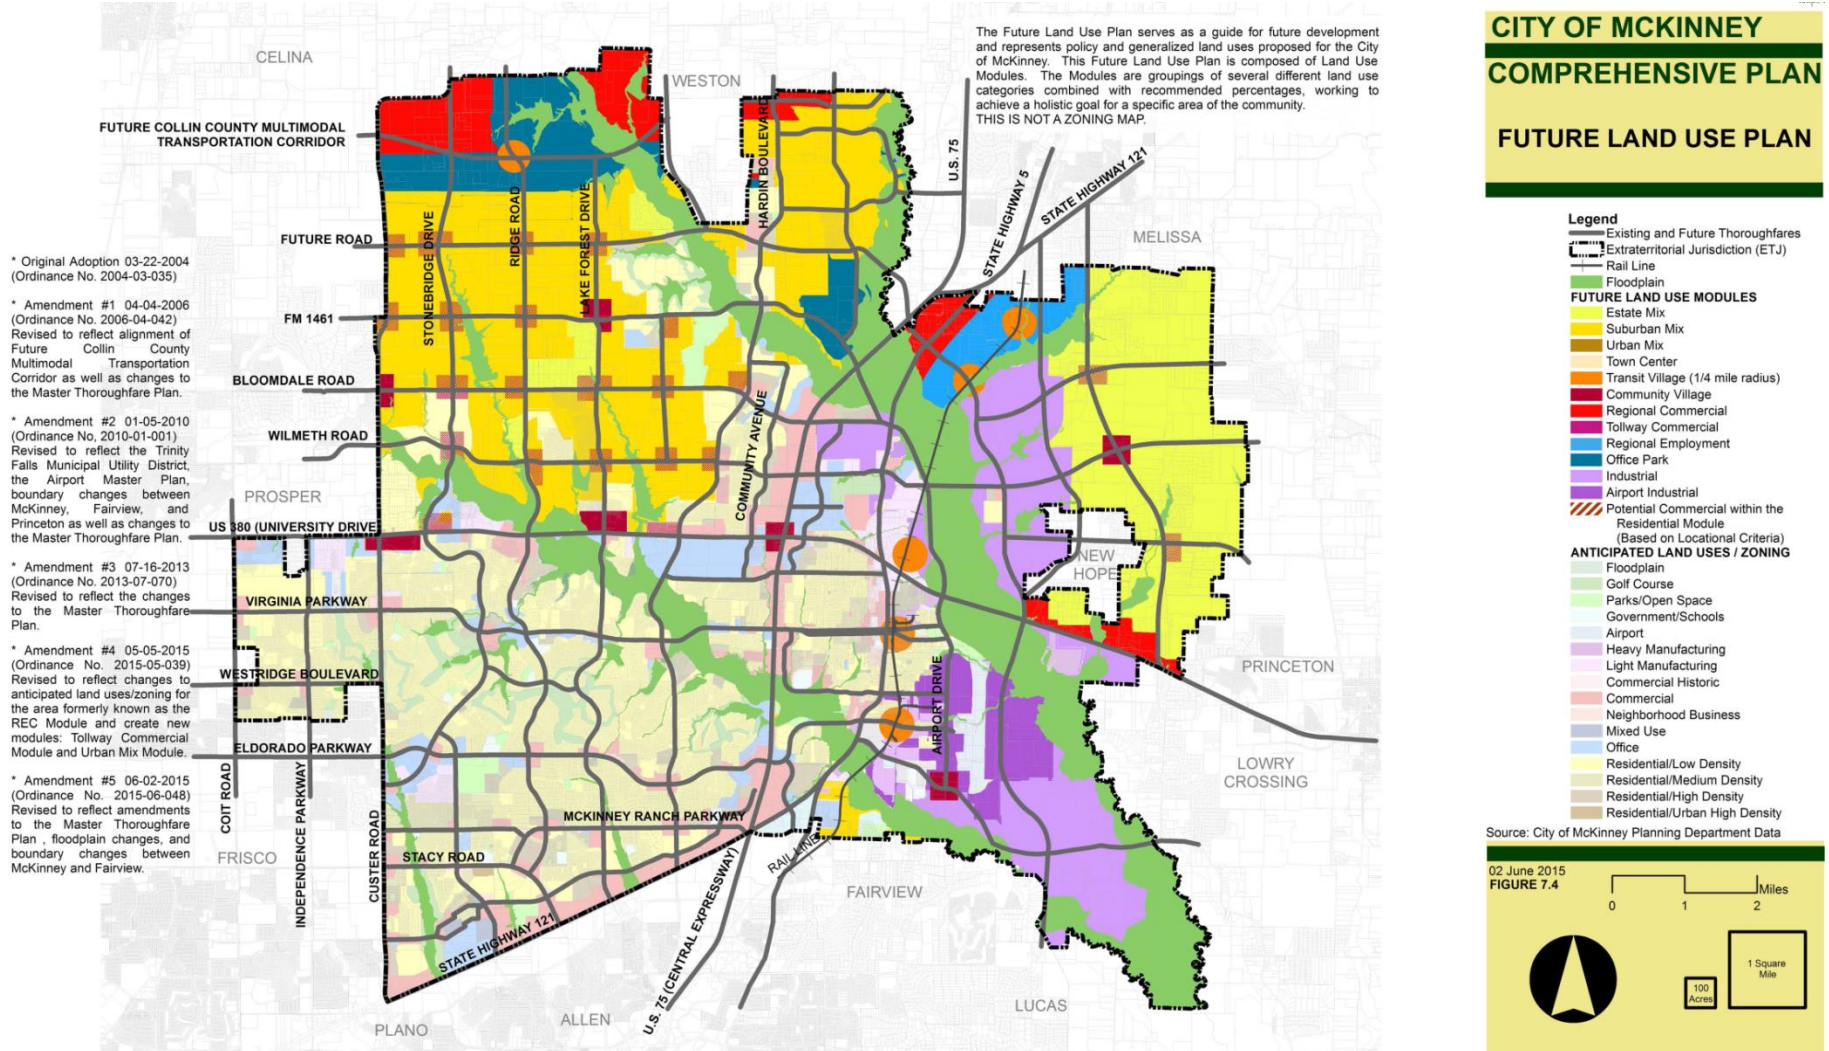 The Future Land Use Plan serves as a guide for future development
and represents policy and generalized land uses proposed for the City
of McKinney. This Future Land Use Plan is composed of Land Use
Modules. The Modules are groupings of several different land use
categories combined with recommended percentages, working to
achieve a holistic goal for a specific area of the community.
THIS IS NOT A ZONING MAP.
CITY OF MCKINNEY
COMPREHENSIVE PLAN
FUTURE LAND USE PLAN
CELINA
WESTON
FUTURE COLLIN COUNTY MULTIMODAL
TRANSPORTATION CORRIDOR
HARDIN BOULEVARD
U.S. 75
STATE HIGHWAY 5
STATE HIGHWAY 121
MELISSA
STONEBRIDGE DRIVE
RIDGE ROAD
LAKE FOREST DRIVE
FUTURE ROAD
FM 1461
BLOOMDALE ROAD
WILMETH ROAD
COMMUNITY AVENUE
PROSPER
US 380 (UNIVERSITY DRIVE
NEW
HOPE
VIRGINIA PARKWAY
WESTRIDGE BOULEVARD
PRINCETON
AIRPORT DRIVE
ELDORADO PARKWAY
LOWRY
CROSSING
COIT ROAD
INDEPENDENCE PARKWAY
CUSTER ROAD
MCKINNEY RANCH PARKWAY
STACY ROAD
FRISCO
RAIL LINE
FAIRVIEW
STATE HIGHWAY 121
U.S. 75 (CENTRAL EXPRESSWAY)
LUCAS
ALLEN
PLANO
* Original Adoption 03-22-2004
(Ordinance No. 2004-03-035)
* Amendment #1 04-04-2006
(Ordinance No. 2006-04-042)
Revised to reflect alignment of
Future Collin County
Multimodal Transportation
Corridor as well as changes to
the Master Thoroughfare Plan.
* Amendment #2 01-05-2010
(Ordinance No, 2010-01-001)
Revised to reflect the Trinity
Falls Municipal Utility District,
the Airport Master Plan,
boundary changes between
McKinney, Fairview, and
Princeton as well as changes to
the Master Thoroughfare Plan.
* Amendment #3 07-16-2013
(Ordinance No. 2013-07-070)
Revised to reflect the changes
to the Master Thoroughfare
Plan.
* Amendment #4 05-05-2015
(Ordinance No. 2015-05-039)
Revised to reflect changes to
anticipated land uses/zoning for
the area formerly known as the
REC Module and create new
modules: Tollway Commercial
Module and Urban Mix Module.
* Amendment #5 06-02-2015
(Ordinance No. 2015-06-048)
Revised to reflect amendments
to the Master Thoroughfare
Plan , floodplain changes, and
boundary changes between
McKinney and Fairview.
Legend
Existing and Future Thoroughfares
Extraterritorial Jurisdiction (ETJ)
Rail Line
Floodplain
FUTURE LAND USE MODULES
Estate Mix
Suburban Mix
Urban Mix
Town Center
Transit Village (1/4 mile radius)
Community Village
Regional Commercial
Tollway Commercial
Regional Employment
Office Park
Industrial
Airport Industrial
Potential Commercial within the
Residential Module
(Based on Locational Criteria)
ANTICIPATED LAND USES / ZONING
Floodplain
Golf Course
Parks/Open Space
Government/Schools
Airport
Heavy Manufacturing
Light Manufacturing
Commercial Historic
Commercial
Neighborhood Business
Mixed Use
Office
Residential/Low Density
Residential/Medium Density
Residential/High Density
Residential/Urban High Density
Source: City of McKinney Planning Department Data
02 June 2015
FIGURE 7.4
Miles
0 1 2
100
Acres
1 Square
Mile